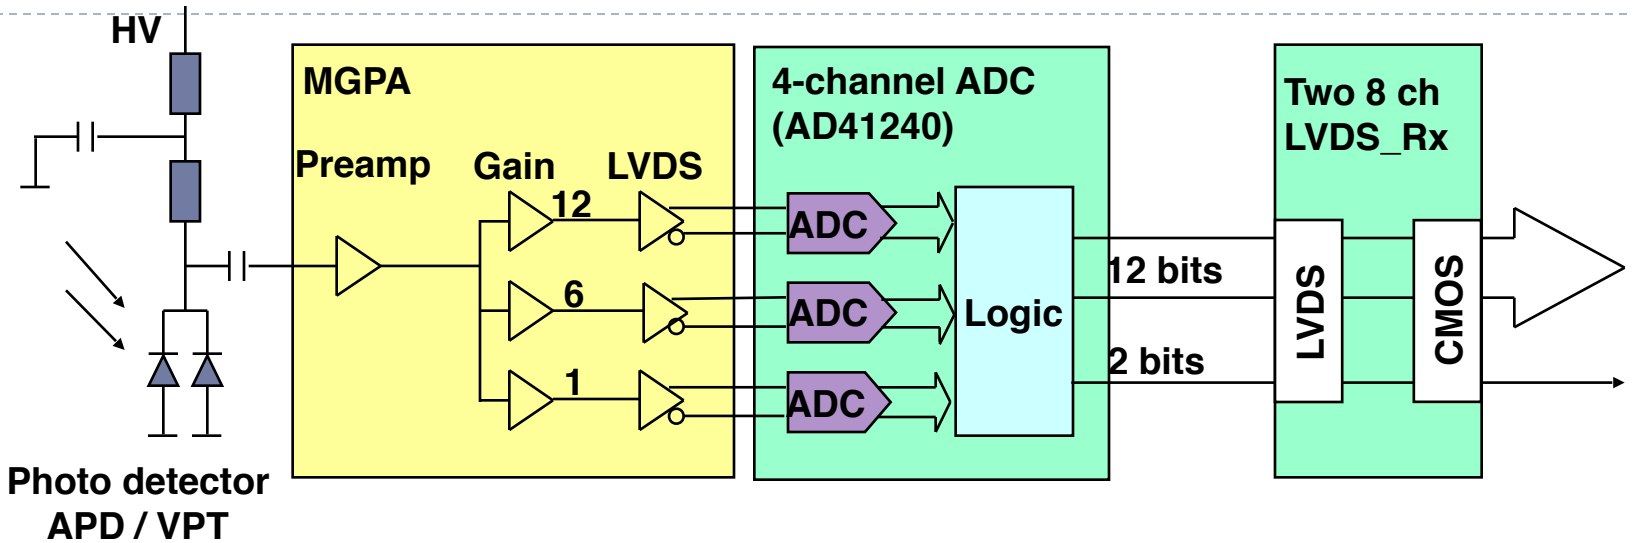 HV
MGPA
Preamp
Gain
LVDS
12
6
1
4-channel ADC
(AD41240)
ADC
ADC
ADC
Logic
12 bits
2 bits
Two 8 ch
LVDS_Rx
LVDS
CMOS
Photo detector
APD / VPT